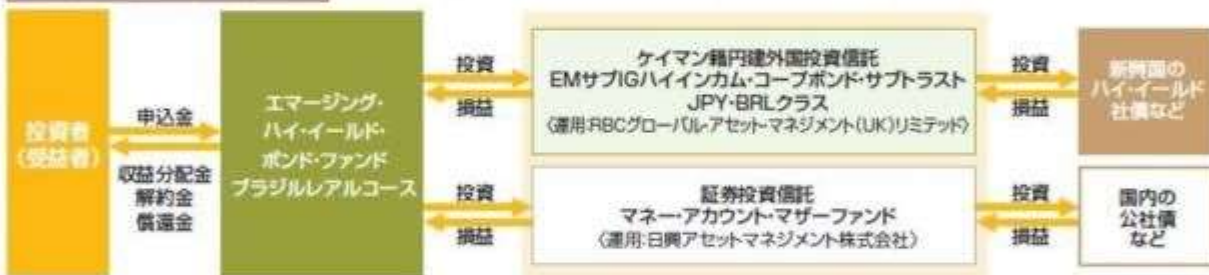 投資者
(受益者)
申込金
収益分配金
解約金
償還金
エマージング・
ハイ・イールド・
ボンド・ファンド
ブラジルレアルコース
投資
損益
ケイマン籍円建外国投資信託
EMサブIGハイインカム・コープボンド・サブトラスト
JPY・BRLクラス
〈運用:RBCグローバル・アセット・マネジメント(UK)リミテッド〉
投資
損益
新興国の
ハイ・イールド
社債など
投資
損益
証券投資信託
マネー・アカウント・マザーファンド
〈運用:日興アセットマネジメント株式会社〉
投資
損益
国内の
公社債
など